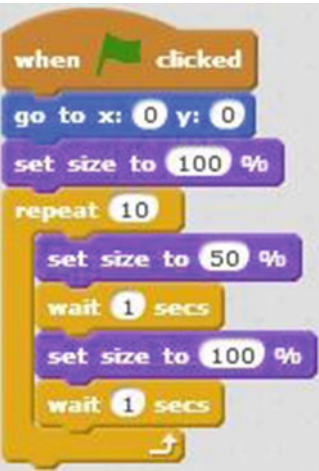 when clicked
go to x: 0 y: 0
set size to 100 %
repeat 10
set size to 50 %
wait 1 secs
set size to 100 %
wait 1 secs